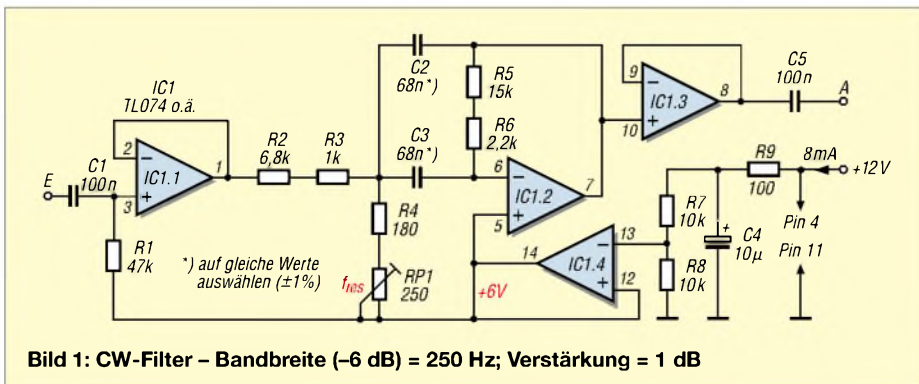 IC1
TL074 o.ä.
E
C1
100n
R1
47k
2
3
1
IC1.1
R2
6,8k
R3
1k
C2
68n*)
C3
68n*)
R5
15k
R6
2,2k
R4
180
RP1
250
fres
*) auf gleiche Werte
auswählen (±1%)
6
5
7
IC1.2
14
13
12
IC1.4
+6V
9
10
8
IC1.3
C5
100n
A
R7
10k
R8
10k
C4
10µ
+
R9
100
8mA
+12V
Pin 4
Pin 11
Bild 1: CW-Filter – Bandbreite (–6 dB) = 250 Hz; Verstärkung = 1 dB